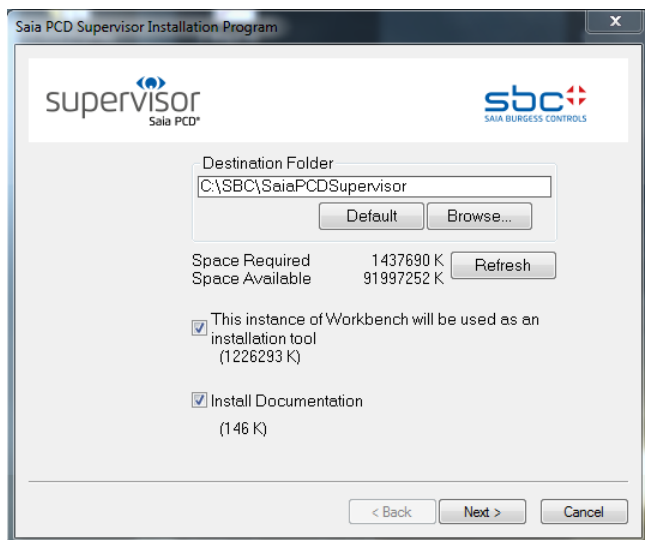 Saia PCD Supervisor Installation Program
x
supervisor
Saia PCD®
sbc
SAIA BURGESS CONTROLS
Destination Folder
C:\SBC\SaiaPCDSupervisor
Default Browse...
Space Required 1437690 K
Space Available 91997252 K
Refresh
This instance of Workbench will be used as an
installation tool
(1226293 K)
Install Documentation
(146 K)
< Back Next > Cancel